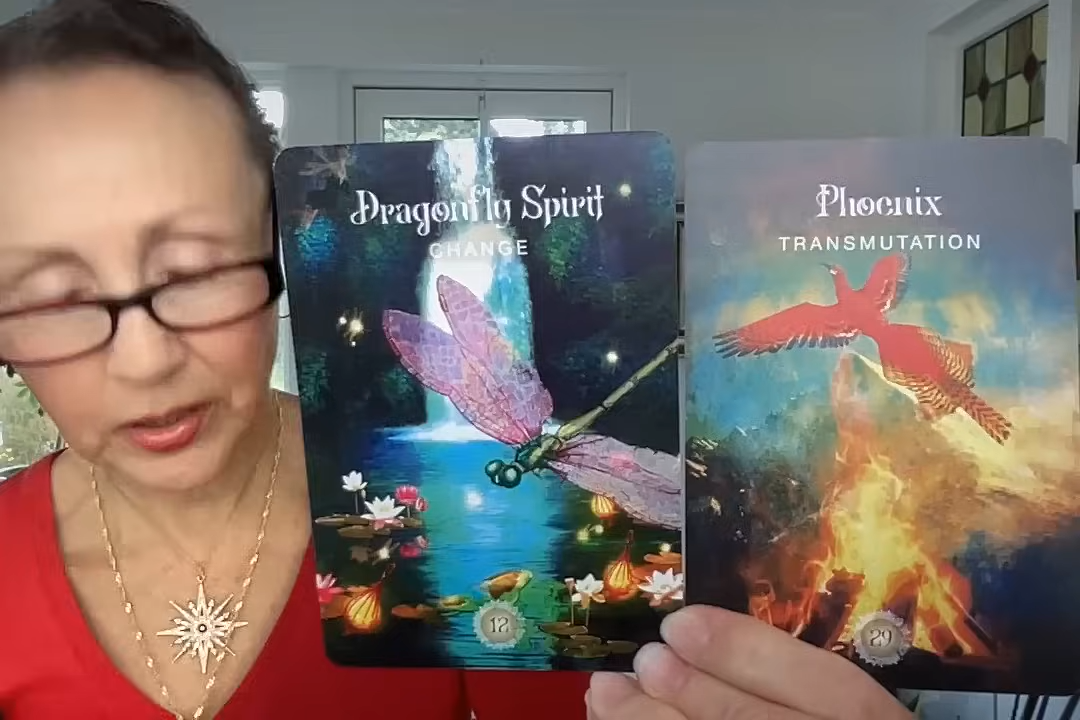 Dragonfly Spirit
CHANGE
12
Phoenix
TRANSMUTATION
29